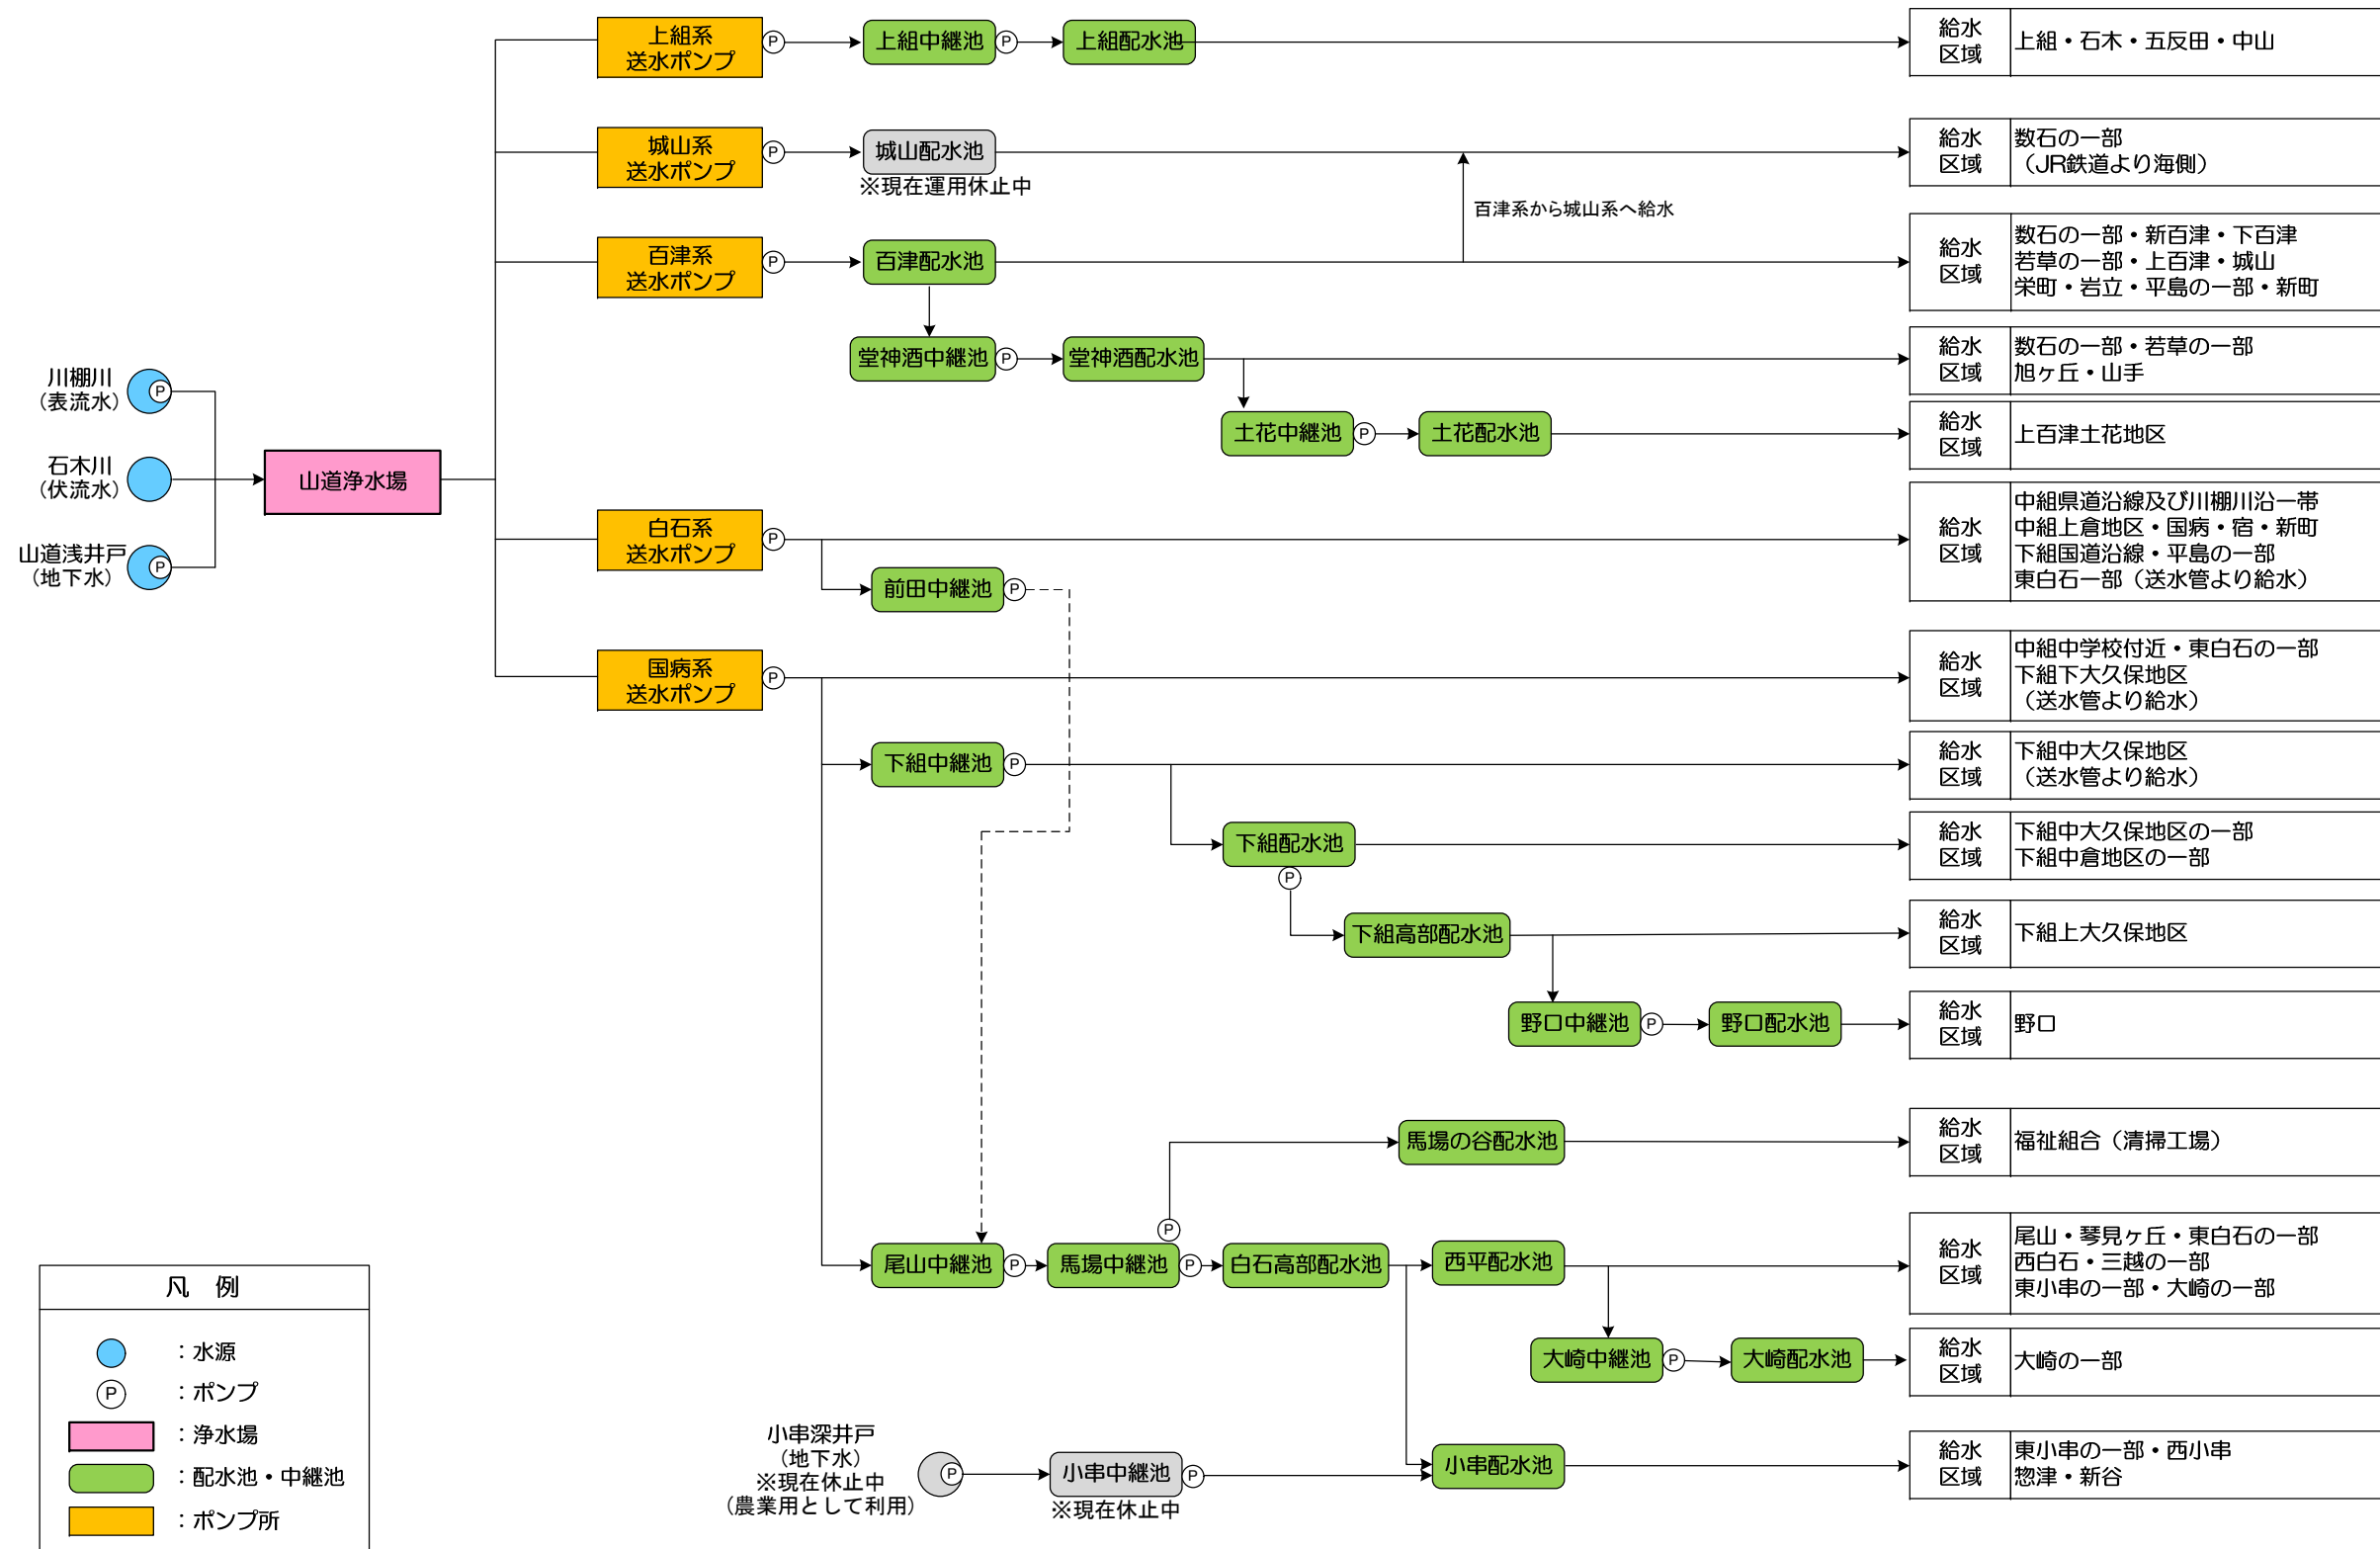 上組系
送水ポンプ
P
上組中継池
P
上組配水池
給水
区域
上組・石木・五反田・中山
城山系
送水ポンプ
P
城山配水池
※現在運用休止中
給水
区域
数石の一部
（JR鉄道より海側）
百津系から城山系へ給水
百津系
送水ポンプ
P
百津配水池
給水
区域
数石の一部・新百津・下百津
若草の一部・上百津・城山
栄町・岩立・平島の一部・新町
堂神酒中継池
P
堂神酒配水池
給水
区域
数石の一部・若草の一部
旭ヶ丘・山手
土花中継池
P
土花配水池
給水
区域
上百津土花地区
川棚川
（表流水）
P
石木川
（伏流水）
山道浅井戸
（地下水）
P
山道浄水場
白石系
送水ポンプ
P
給水
区域
中組県道沿線及び川棚川沿一帯
中組上倉地区・国病・宿・新町
下組国道沿線・平島の一部
東白石一部（送水管より給水）
前田中継池
P
国病系
送水ポンプ
P
給水
区域
中組中学校付近・東白石の一部
下組下大久保地区
（送水管より給水）
下組中継池
P
給水
区域
下組中大久保地区
（送水管より給水）
下組配水池
P
給水
区域
下組中大久保地区の一部
下組中倉地区の一部
下組高部配水池
給水
区域
下組上大久保地区
野口中継池
P
野口配水池
給水
区域
野口
馬場の谷配水池
給水
区域
福祉組合（清掃工場）
P
尾山中継池
P
馬場中継池
P
白石高部配水池
西平配水池
給水
区域
尾山・琴見ヶ丘・東白石の一部
西白石・三越の一部
東小串の一部・大崎の一部
大崎中継池
P
大崎配水池
給水
区域
大崎の一部
小串深井戸
（地下水）
※現在休止中
（農業用として利用）
P
小串中継池
P
※現在休止中
小串配水池
給水
区域
東小串の一部・西小串
惣津・新谷
凡　例
：水源
P
：ポンプ
：浄水場
：配水池・中継池
：ポンプ所